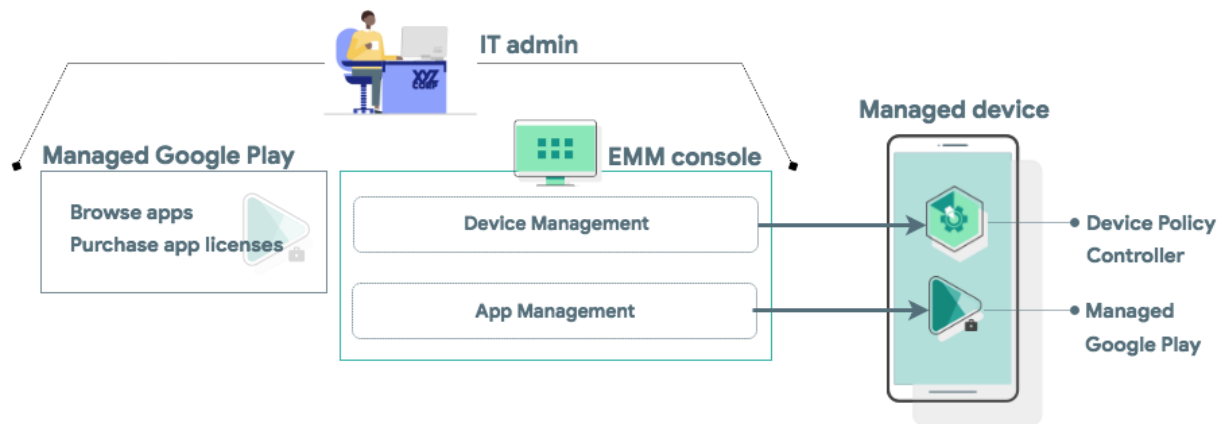 IT admin
XYZ
CORP
Managed device
Managed Google Play
EMM console
Browse apps
Purchase app licenses
Device Management
App Management
Device Policy
Controller
Managed
Google Play